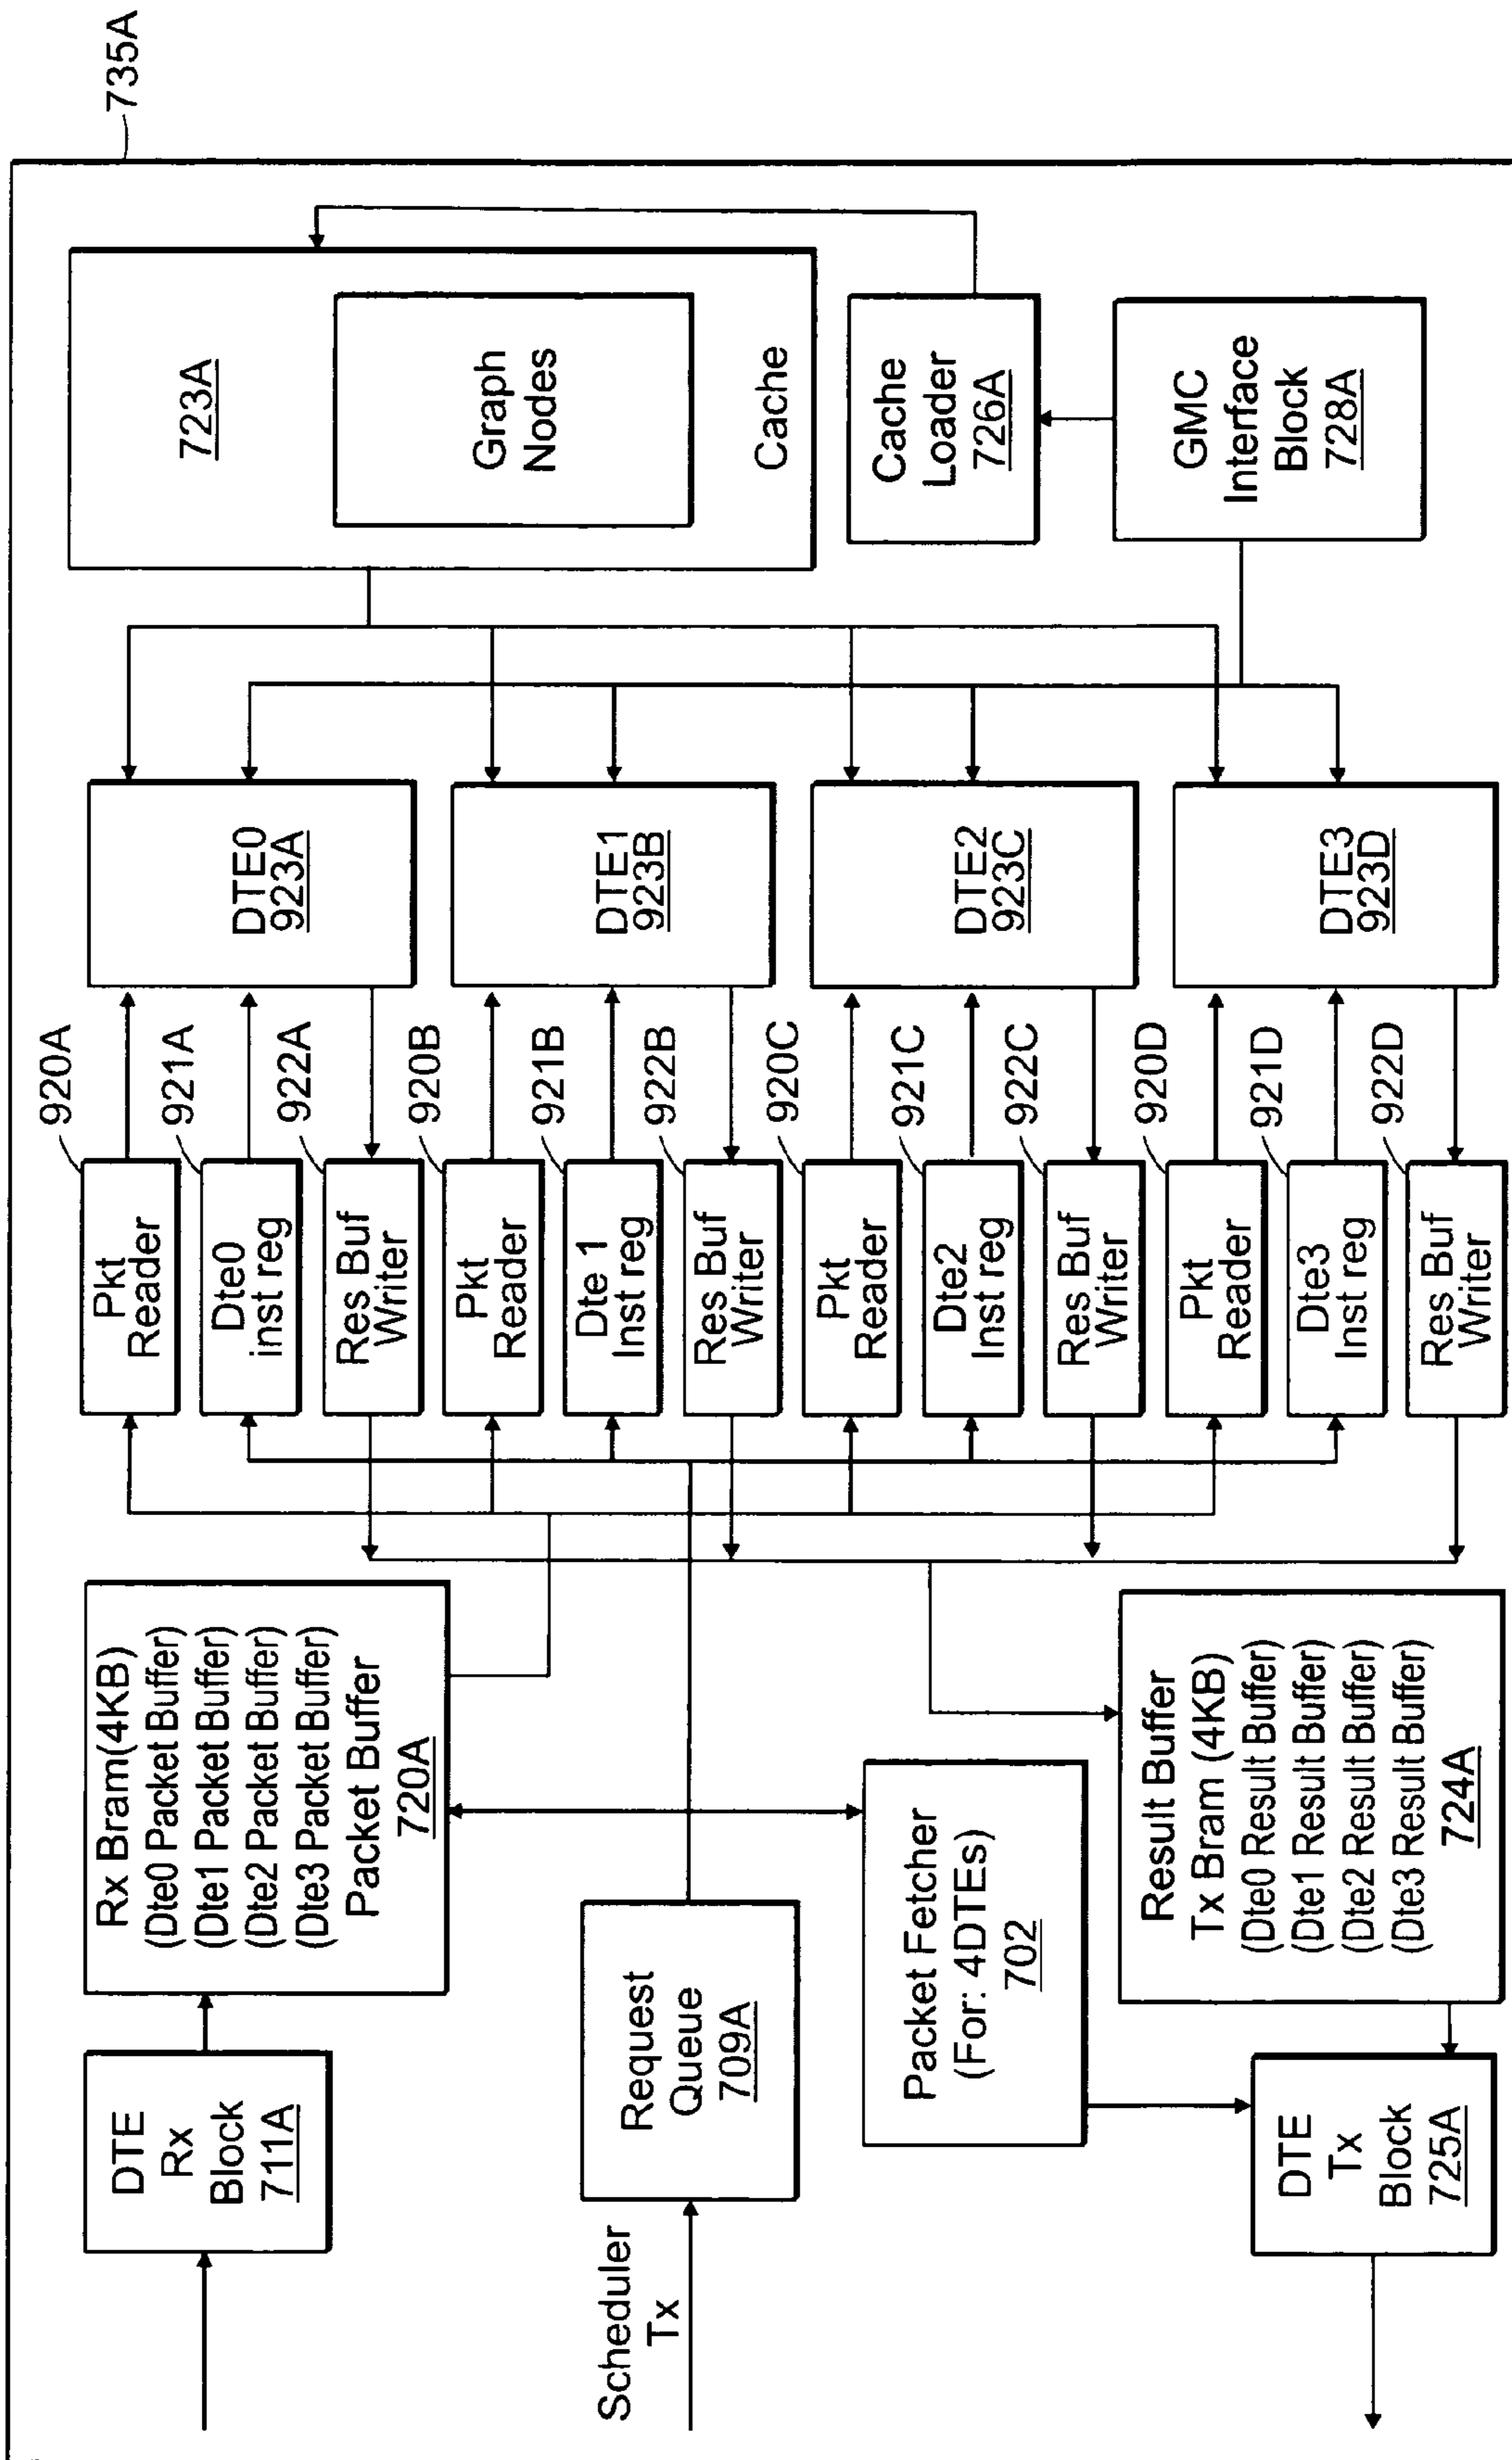 735A
DTE
Rx
Block
711A
Rx Bram(4KB)
(Dte0 Packet Buffer)
(Dte1 Packet Buffer)
(Dte2 Packet Buffer)
(Dte3 Packet Buffer)
Packet Buffer
720A
Scheduler
Tx
Request
Queue
709A
Packet Fetcher
(For: 4DTEs)
702
Result Buffer
Tx Bram (4KB)
(Dte0 Result Buffer)
(Dte1 Result Buffer)
(Dte2 Result Buffer)
(Dte3 Result Buffer)
724A
DTE
Tx
Block
725A
Pkt
Reader
920A
Dte0
inst reg
921A
Res Buf
Writer
922A
Pkt
Reader
920B
Dte 1
Inst reg
921B
Res Buf
Writer
922B
Pkt
Reader
920C
Dte2
Inst reg
921C
Res Buf
Writer
922C
Pkt
Reader
920D
Dte3
Inst reg
921D
Res Buf
Writer
922D
DTE0
923A
DTE1
923B
DTE2
923C
DTE3
923D
723A
Graph
Nodes
Cache
Cache
Loader
726A
GMC
Interface
Block
728A